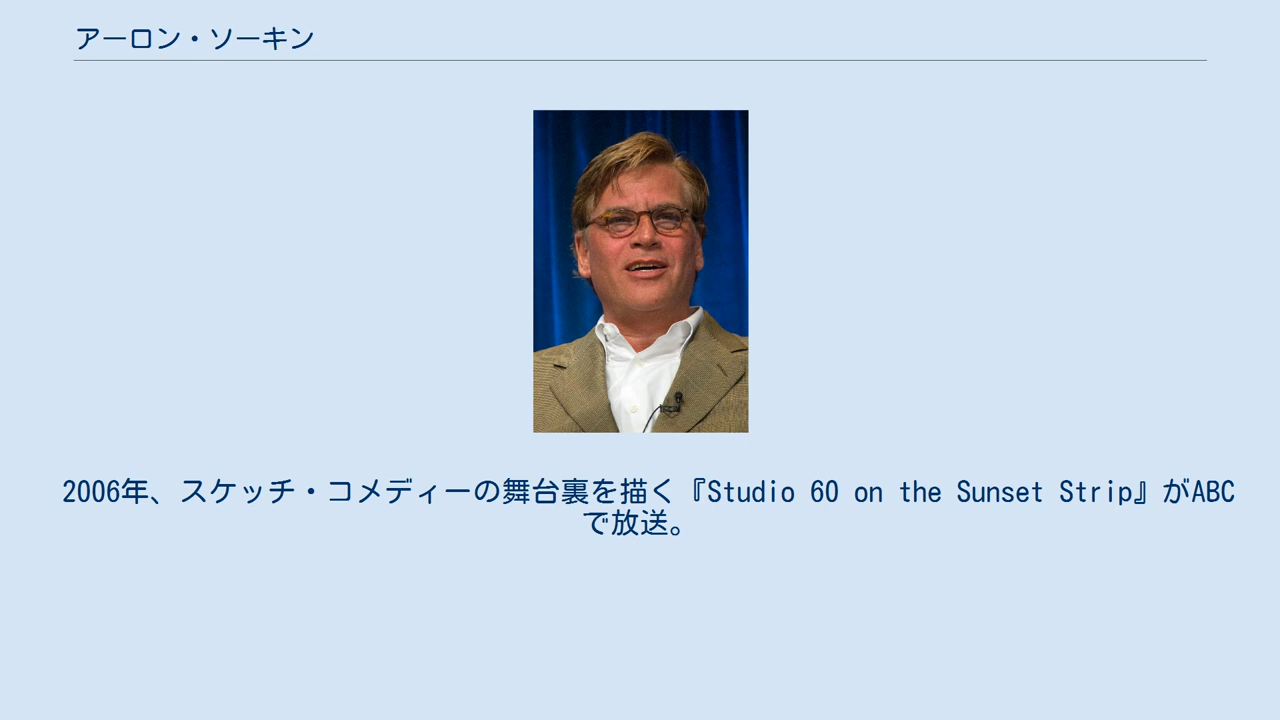 アーロン・ソーキン
2006年、スケッチ・コメディーの舞台裏を描く『Studio 60 on the Sunset Strip』がABC
で放送。